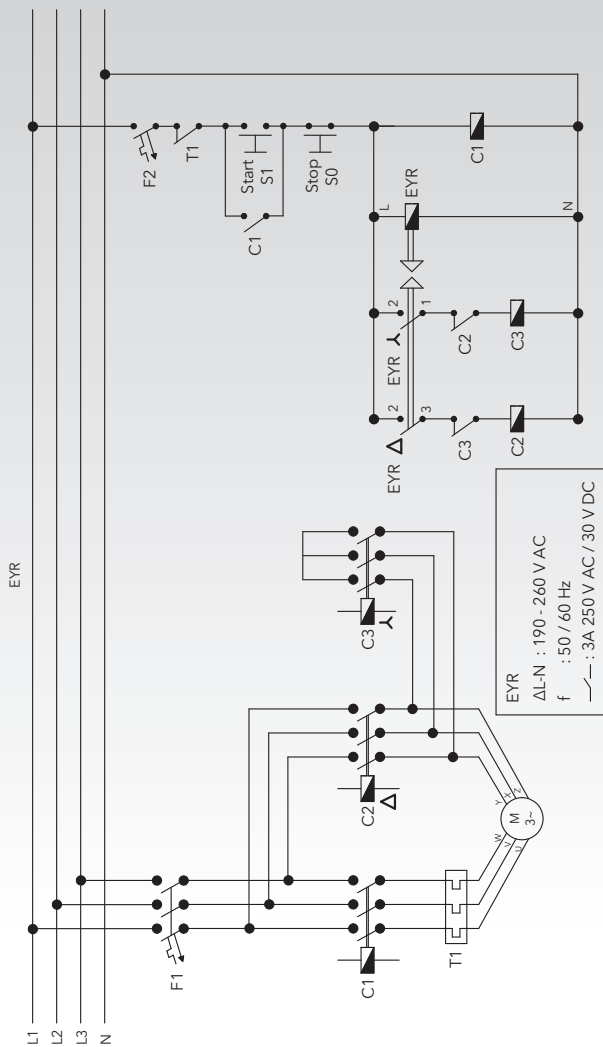 EYR
L1
L2
L3
N
F1
C1
T1
W
V
U
M
3~
Y
X
Z
C2
Δ
C3
EYR
ΔL-N : 190 - 260 V AC
f : 50 / 60 Hz
: 3A 250 V AC / 30 V DC
F2
T1
Start
S1
C1
Stop
S0
L
EYR
N
C1
EYR
2
1
C2
C3
EYR Δ
2
3
C3
C2